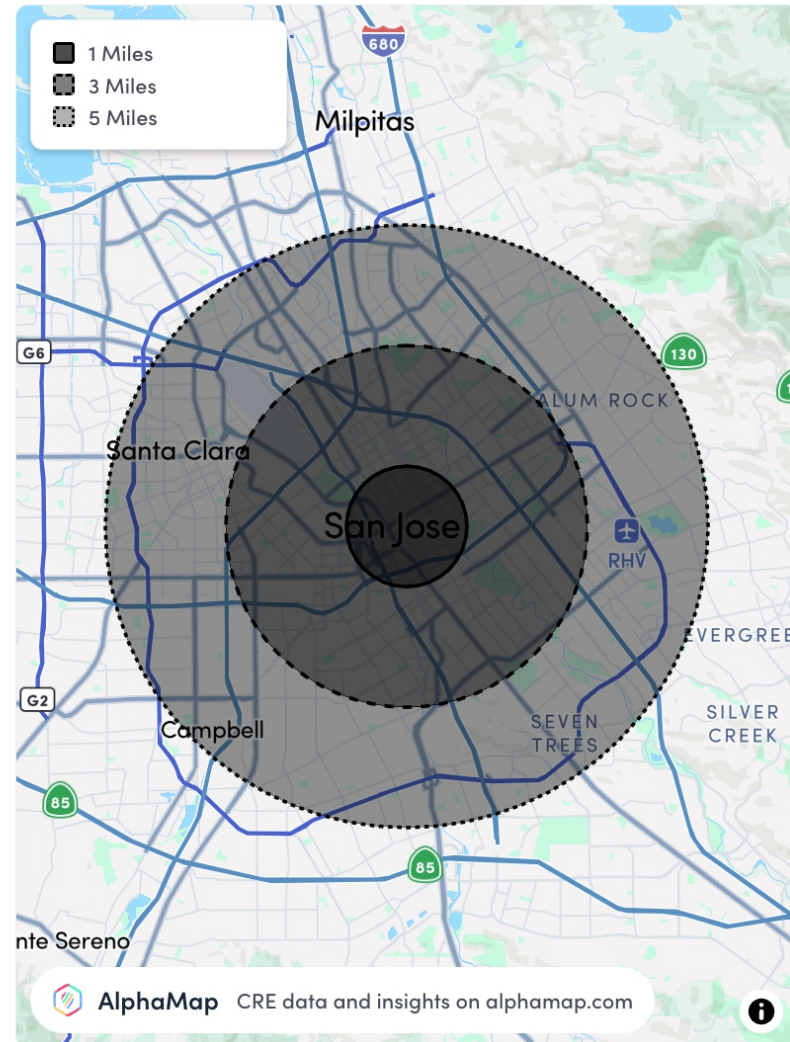 1 Miles
3 Miles
5 Miles
680
Milpitas
G6
130
1
ALUM ROCK
Santa Clara
San Jose
RHV
EVERGREE
G2
SILVER
CREEK
SEVEN
TREES
Campbell
85
85
nte Sereno
AlphaMap CRE data and insights on alphamap.com
i